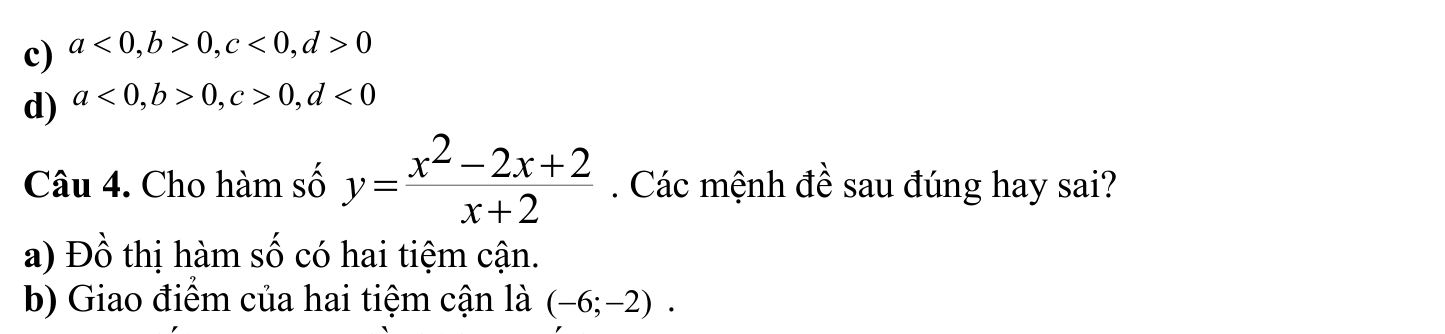 c) a < 0, b > 0, c < 0, d > 0
d) a < 0, b > 0, c > 0, d < 0
Câu 4. Cho hàm số y = \frac{x^2 - 2x + 2}{x + 2} . Các mệnh đề sau đúng hay sai?
a) Đồ thị hàm số có hai tiệm cận.
b) Giao điểm của hai tiệm cận là (−6;−2) .